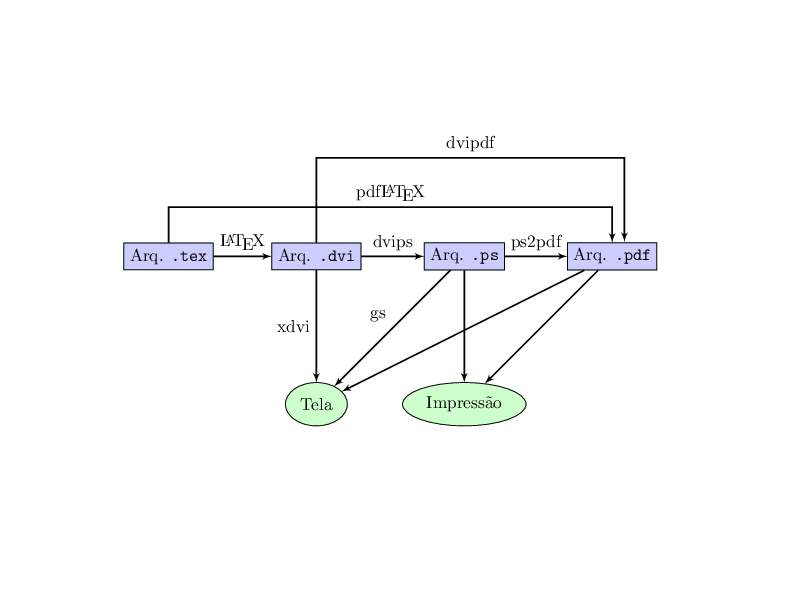 dvipdf
pdfLATEX
LATEX
dvips
ps2pdf
Arq. .tex
Arq. .dvi
Arq. .ps
Arq. .pdf
gs
xdvi
Tela
Impressão